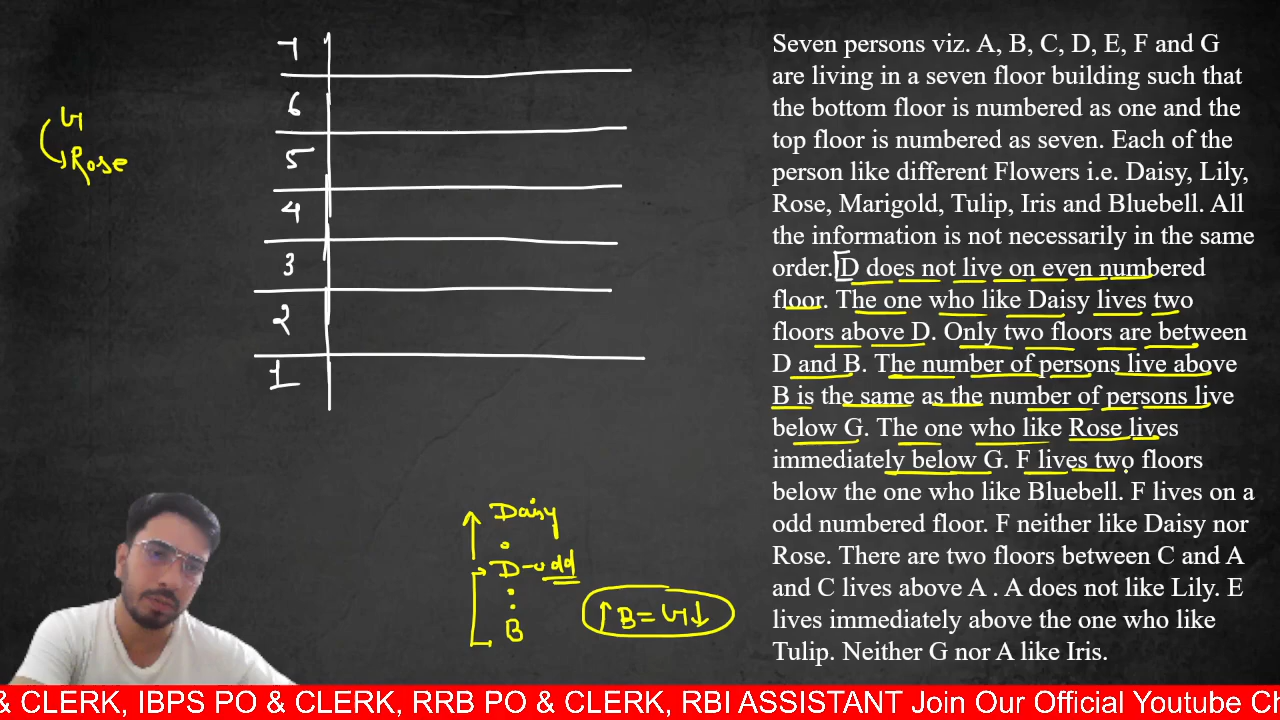 7
6
5
4
3
2
1
G
Rose
Daisy
D-odd
B
↑B=G↓
Seven persons viz. A, B, C, D, E, F and G
are living in a seven floor building such that
the bottom floor is numbered as one and the
top floor is numbered as seven. Each of the
person like different Flowers i.e. Daisy, Lily,
Rose, Marigold, Tulip, Iris and Bluebell. All
the information is not necessarily in the same
order. [D does not live on even numbered
floor. The one who like Daisy lives two
floors above D. Only two floors are between
D and B. The number of persons live above
B is the same as the number of persons live
below G. The one who like Rose lives
immediately below G. F lives two floors
below the one who like Bluebell. F lives on a
odd numbered floor. F neither like Daisy nor
Rose. There are two floors between C and A
and C lives above A . A does not like Lily. E
lives immediately above the one who like
Tulip. Neither G nor A like Iris.
& CLERK, IBPS PO & CLERK, RRB PO & CLERK, RBI ASSISTANT Join Our Official Youtube